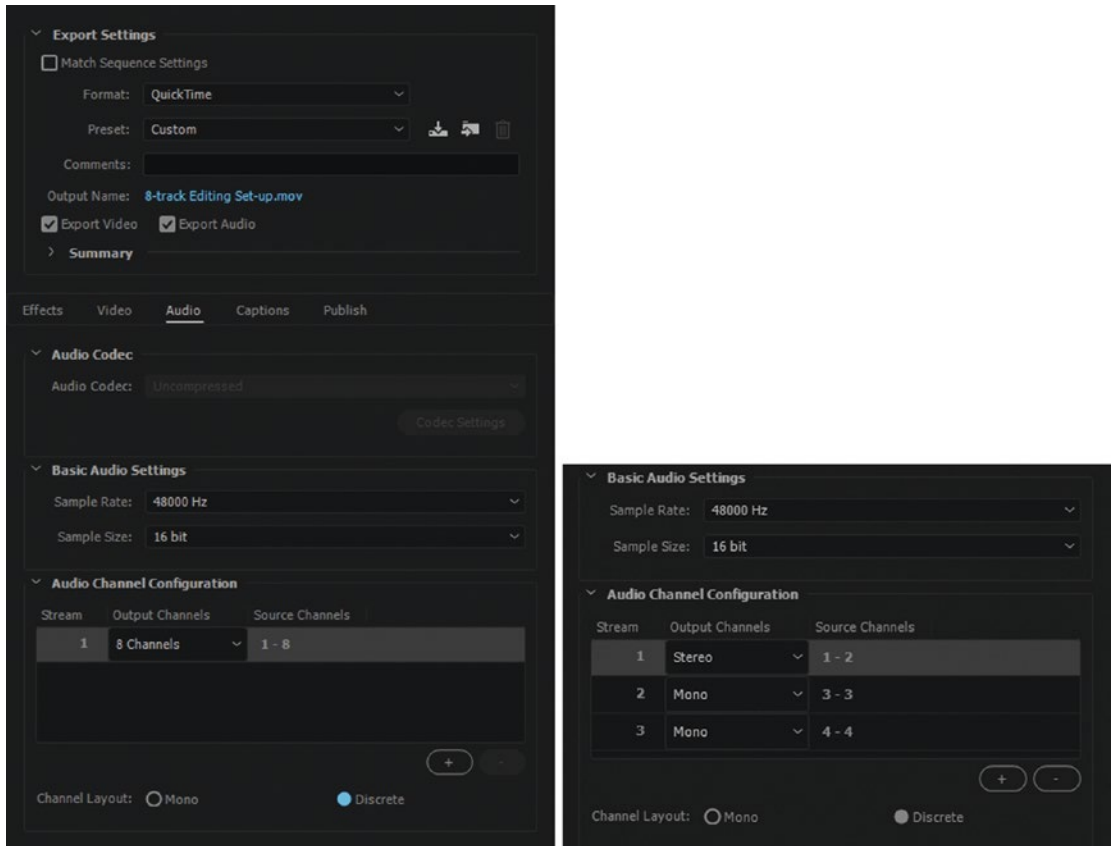 Export Settings
Match Sequence Settings
Format: QuickTime
Preset: Custom
Comments:
Output Name: 8-track Editing Set-up.mov
Export Video Export Audio
Summary
Effects Video Audio Captions Publish
Audio Codec
Audio Codec: Uncompressed
Codec Settings
Basic Audio Settings
Sample Rate: 48000 Hz
Sample Size: 16 bit
Audio Channel Configuration
Stream Output Channels Source Channels
1 8 Channels 1 - 8
+ -
Channel Layout: Mono Discrete
Basic Audio Settings
Sample Rate: 48000 Hz
Sample Size: 16 bit
Audio Channel Configuration
Stream Output Channels Source Channels
1 Stereo 1 - 2
2 Mono 3 - 3
3 Mono 4 - 4
+ -
Channel Layout: Mono Discrete